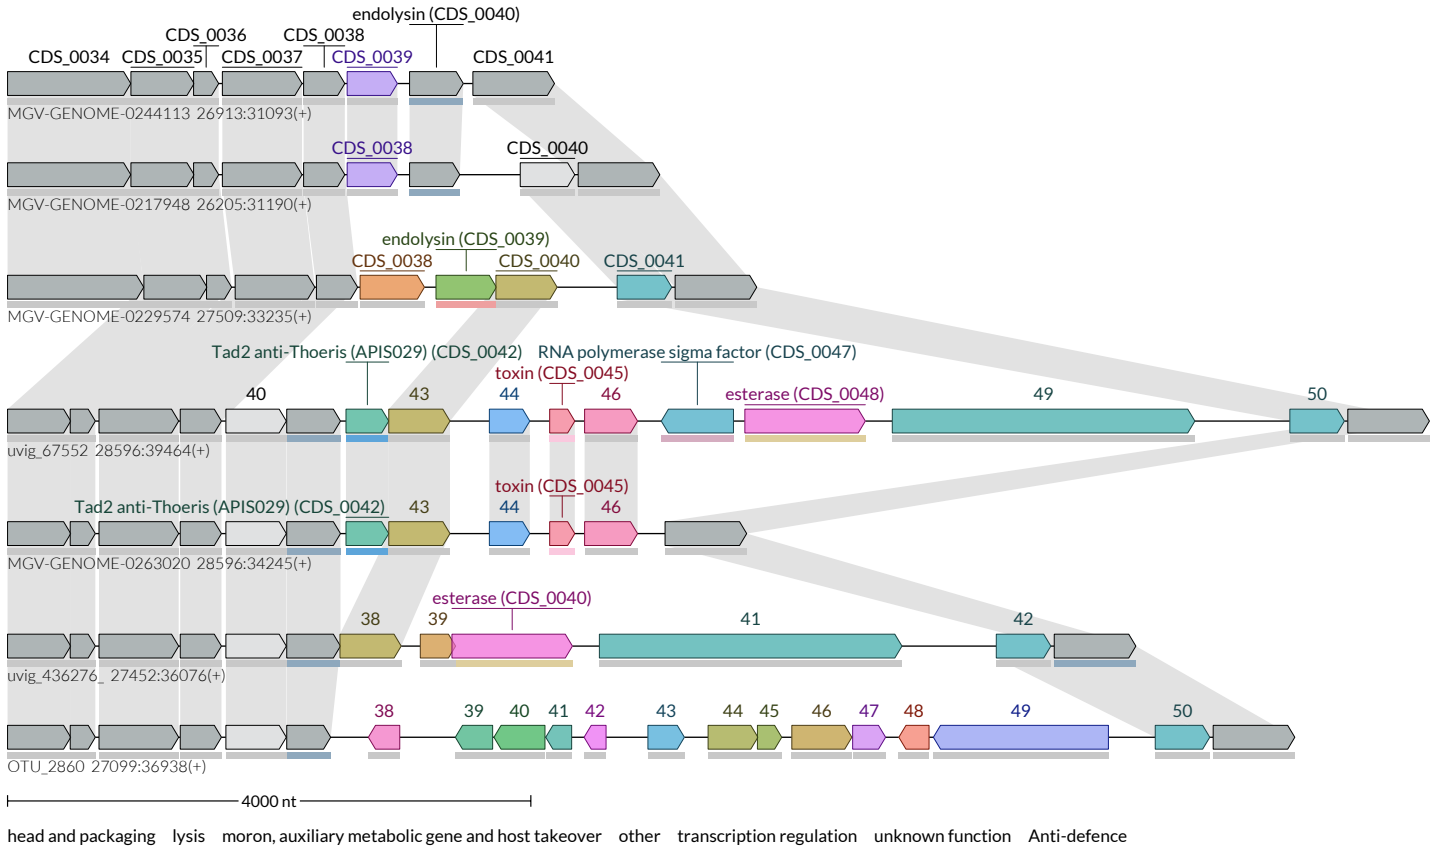 endolysin (CDS_0040)
CDS_0036 CDS_0038
CDS_0034 CDS_0035 CDS_0037 CDS_0039 CDS_0041
MGV-GENOME-0244113 26913:31093(+)
CDS_0038 CDS_0040
MGV-GENOME-0217948 26205:31190(+)
endolysin (CDS_0039)
CDS_0038 CDS_0040 CDS_0041
MGV-GENOME-0229574 27509:33235(+)
Tad2 anti-Thoeris (APIS029) (CDS_0042) RNA polymerase sigma factor (CDS_0047)
toxin (CDS_0045)
40 43 44 46 esterase (CDS_0048) 49 50
uvig_67552 28596:39464(+)
toxin (CDS_0045)
Tad2 anti-Thoeris (APIS029) (CDS_0042) 43 44 46
MGV-GENOME-0263020 28596:34245(+)
esterase (CDS_0040)
38 39 41 42
uvig_436276_ 27452:36076(+)
38 39 40 41 42 43 44 45 46 47 48 49 50
OTU_2860 27099:36938(+)
4000 nt
head and packaging lysis moron, auxiliary metabolic gene and host takeover other transcription regulation unknown function Anti-defence